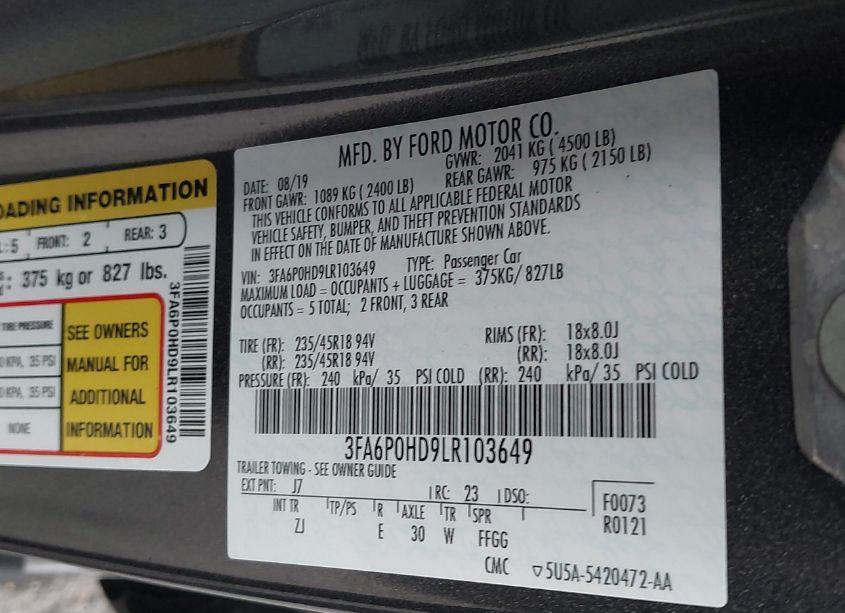 OADING INFORMATION
:5 FRONT: 2 REAR: 3
: 375 kg or 827 lbs.
TIRE PRESSURE
KPA, 35 PSI
KPA, 35 PSI
NONE
SEE OWNERS
MANUAL FOR
ADDITIONAL
INFORMATION
3FA6P0HD9LR103649
MFD. BY FORD MOTOR CO.
DATE: 08/19 GVWR: 2041 KG ( 4500 LB)
FRONT GAWR: 1089 KG ( 2400 LB) REAR GAWR: 975 KG ( 2150 LB)
THIS VEHICLE CONFORMS TO ALL APPLICABLE FEDERAL MOTOR
VEHICLE SAFETY, BUMPER, AND THEFT PREVENTION STANDARDS
IN EFFECT ON THE DATE OF MANUFACTURE SHOWN ABOVE.
VIN: 3FA6P0HD9LR103649 TYPE: Passenger Car
MAXIMUM LOAD = OCCUPANTS + LUGGAGE = 375KG/ 827LB
OCCUPANTS = 5 TOTAL; 2 FRONT, 3 REAR
TIRE (FR): 235/45R18 94V RIMS (FR): 18x8.0J
(RR): 235/45R18 94V (RR): 18x8.0J
PRESSURE (FR): 240 kPa/ 35 PSI COLD (RR): 240 kPa/ 35 PSI COLD
3FA6P0HD9LR103649
TRAILER TOWING - SEE OWNER GUIDE
EXT PNT: J7 RC: 23 DSO:
INT TR TP/PS R AXLE TR SPR
ZJ E 30 W FFGG
F0073
R0121
CMC ▽5U5A-5420472-AA